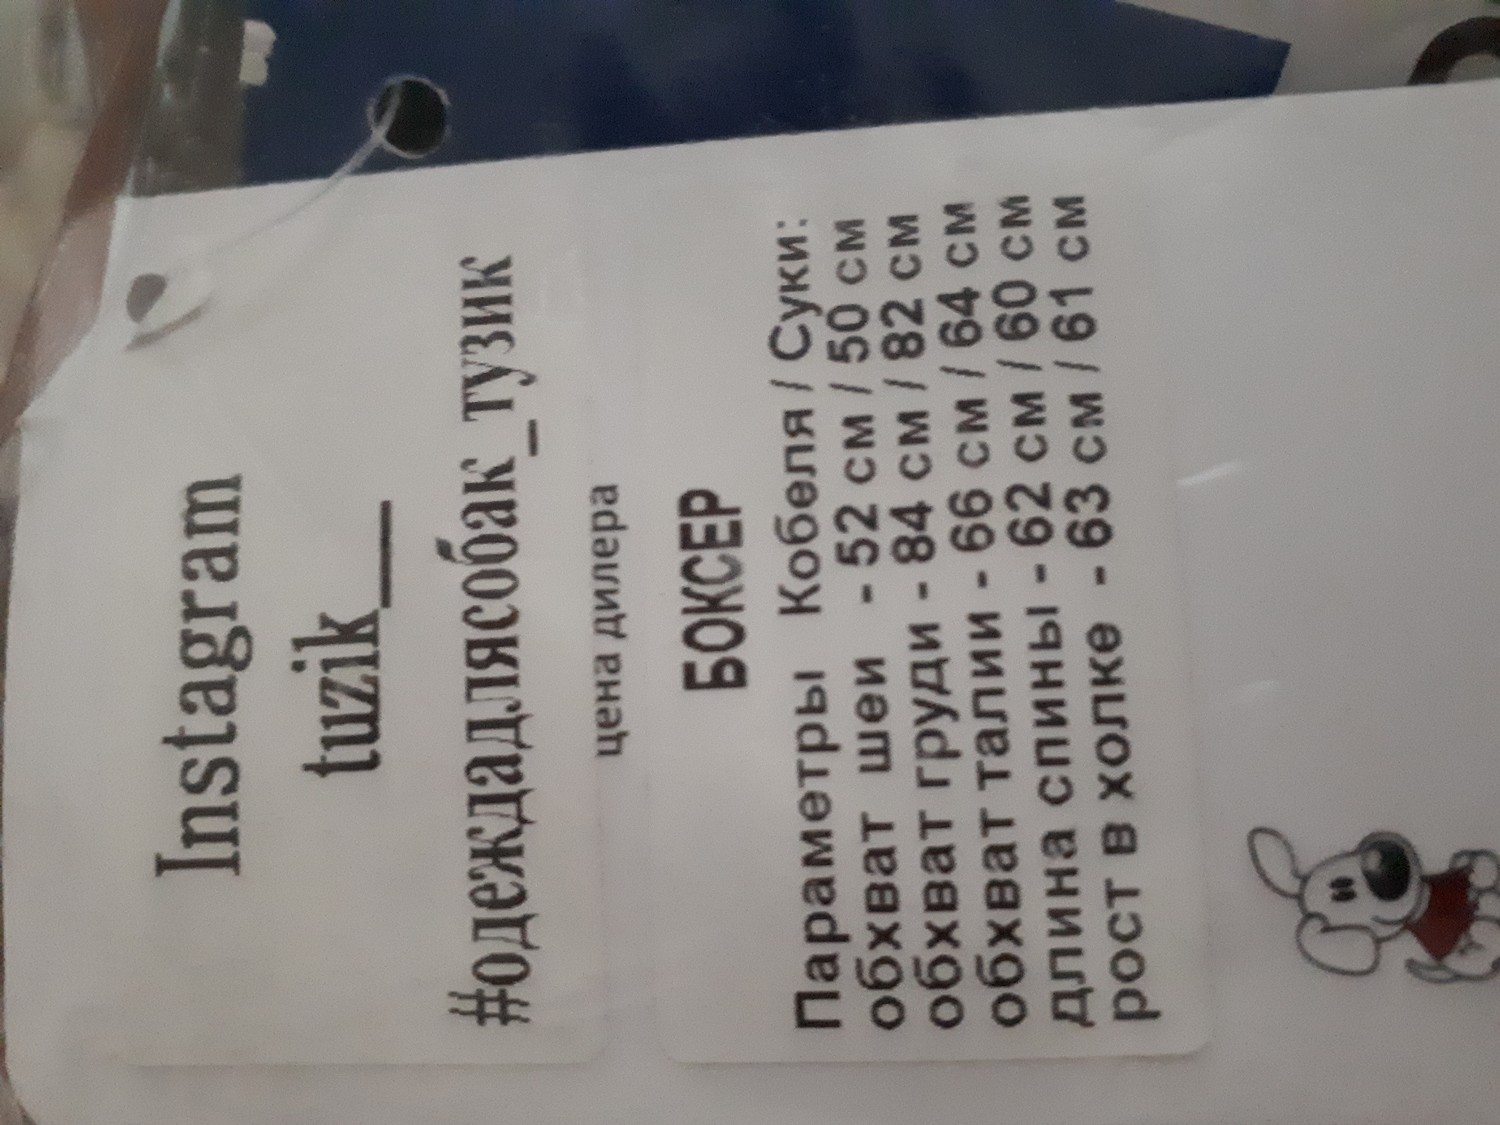 Instagram
tuzik__
#одеждадлясобак_тузик
цена дилера
БОКСЕР
Параметры Кобеля / Суки:
обхват шеи - 52 см / 50 см
обхват груди - 84 см / 82 см
обхват талии - 66 см / 64 см
длина спины - 62 см / 60 см
рост в холке - 63 см / 61 см